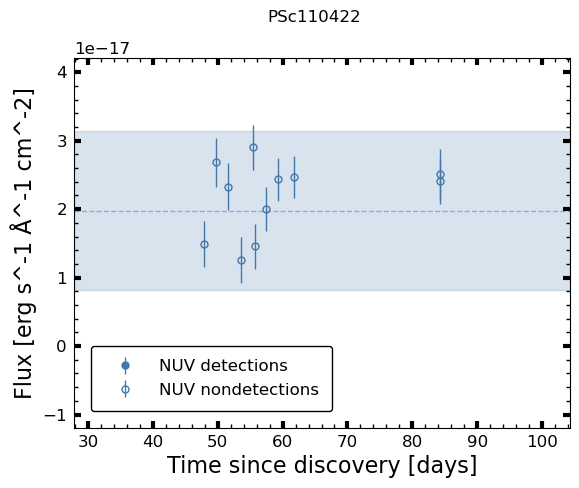 PSc110422
1e−17
Flux [erg s^-1 Å^-1 cm^-2]
4
3
2
1
0
−1
NUV detections
NUV nondetections
30 40 50 60 70 80 90 100
Time since discovery [days]